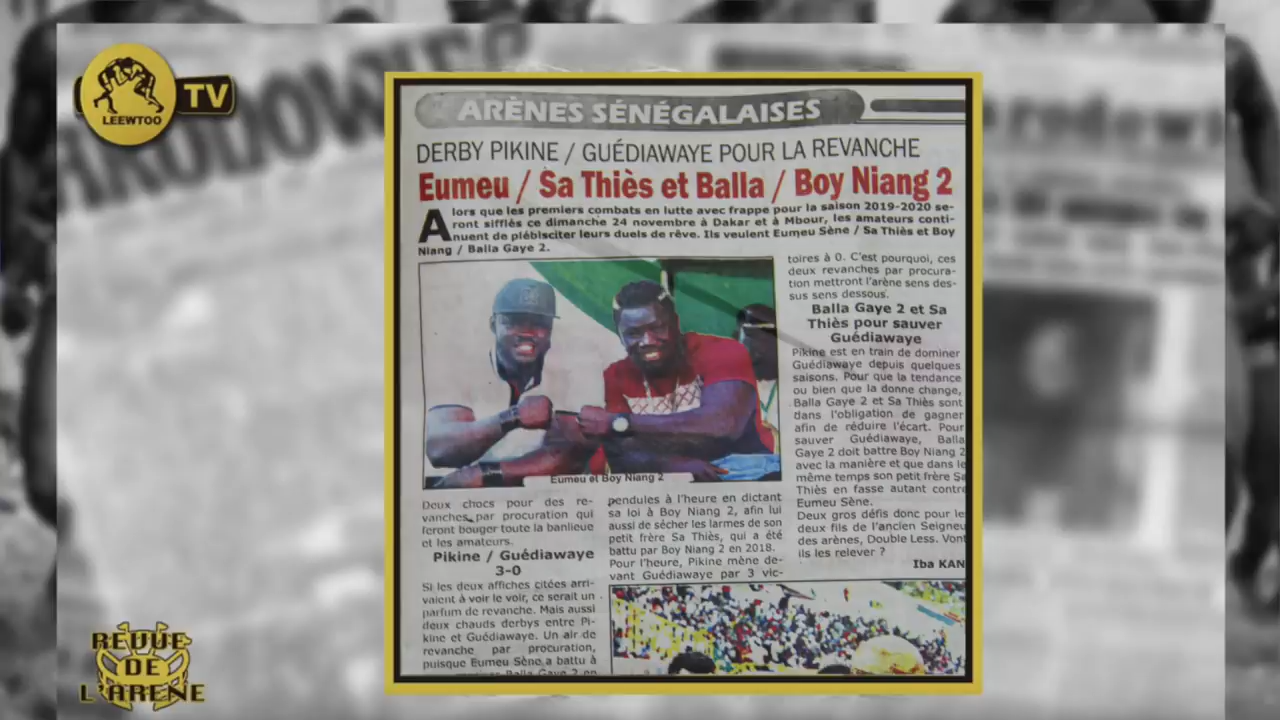 LEEWTOO
TV
ARÈNES SÉNÉGALAISES
DERBY PIKINE / GUÉDIAWAYE POUR LA REVANCHE
Eumeu / Sa Thiès et Balla / Boy Niang 2
Alors que les premiers combats en lutte avec frappe pour la saison 2019-2020 se-
ront sifflés ce dimanche 24 novembre à Dakar et à Mbour, les amateurs conti-
nuent de plébisciter leurs duels de rêve. Ils veulent Eumeu Sène / Sa Thiès et Boy
Niang / Balla Gaye 2.
Eumeu et Boy Niang 2
Deux chocs pour des re-
vanches par procuration qui
feront bouger toute la banlieue
et les amateurs.
Pikine / Guédiawaye
3-0
Si les deux affiches citées arri-
vaient à voir le voir, ce serait un
parfum de revanche. Mais aussi
deux chauds derbys entre Pi-
kine et Guédiawaye. Un air de
revanche par procuration,
puisque Eumeu Sène a battu à
Balla Gaye 2 en
pendules à l'heure en dictant
sa loi à Boy Niang 2, afin lui
aussi de sécher les larmes de son
petit frère Sa Thiès, qui a été
battu par Boy Niang 2 en 2018.
Pour l'heure, Pikine mène de-
vant Guédiawaye par 3 vic-
toires à 0. C'est pourquoi, ces
deux revanches par procura-
tion mettront l'arène sens des-
sus sens dessous.
Balla Gaye 2 et Sa
Thiès pour sauver
Guédiawaye
Pikine est en train de dominer
Guédiawaye depuis quelques
saisons. Pour que la tendance
ou bien que la donne change,
Balla Gaye 2 et Sa Thiès sont
dans l'obligation de gagner
afin de réduire l'écart. Pour
sauver Guédiawaye, Balla
Gaye 2 doit battre Boy Niang 2
avec la manière et que dans le
même temps son petit frère Sa
Thiès en fasse autant contre
Eumeu Sène.
Deux gros défis donc pour les
deux fils de l'ancien Seigneu
des arènes, Double Less. Vont
ils les relever ?
Iba KAN
REVUE
DE
L'ARENE